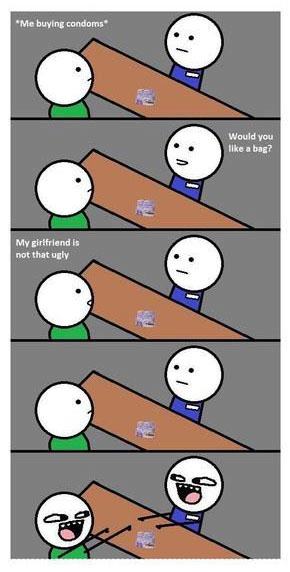 *Me buying condoms*
Would you
like a bag?
My girlfriend is
not that ugly